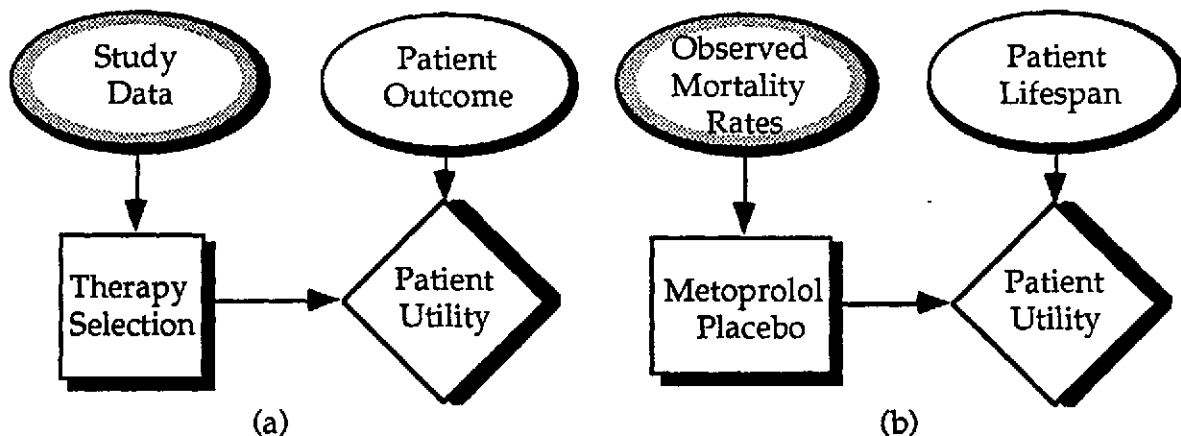 Study
Data
Patient
Outcome
Therapy
Selection
Patient
Utility
(a)
Observed
Mortality
Rates
Patient
Lifespan
Metoprolol
Placebo
Patient
Utility
(b)